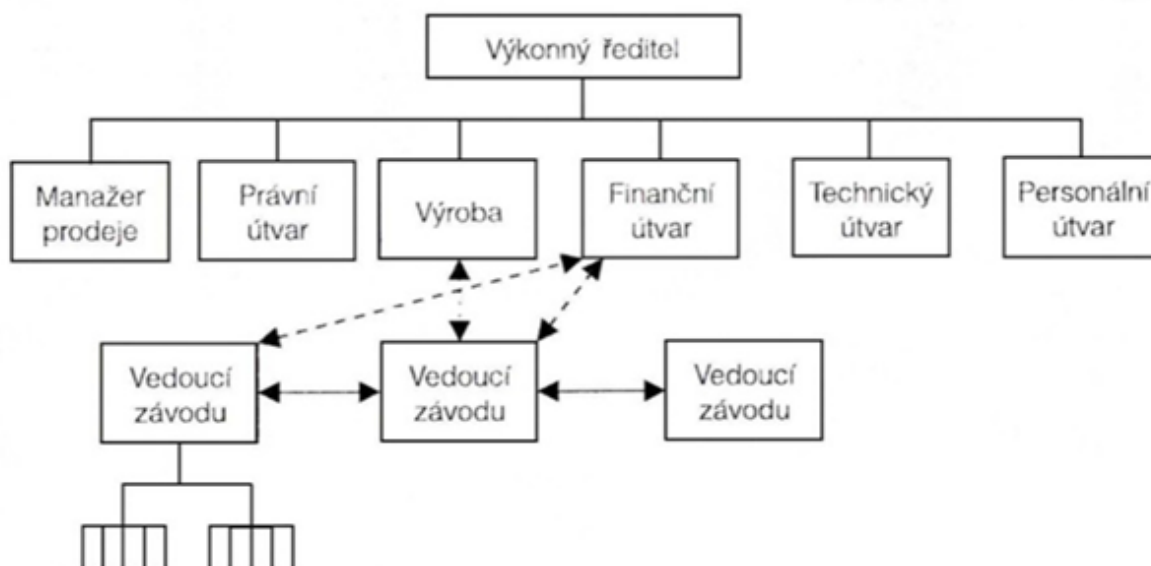 Výkonný ředitel
Manažer
prodeje
Právní
útvar
Výroba
Finanční
útvar
Technický
útvar
Personální
útvar
Vedoucí
závodu
Vedoucí
závodu
Vedoucí
závodu